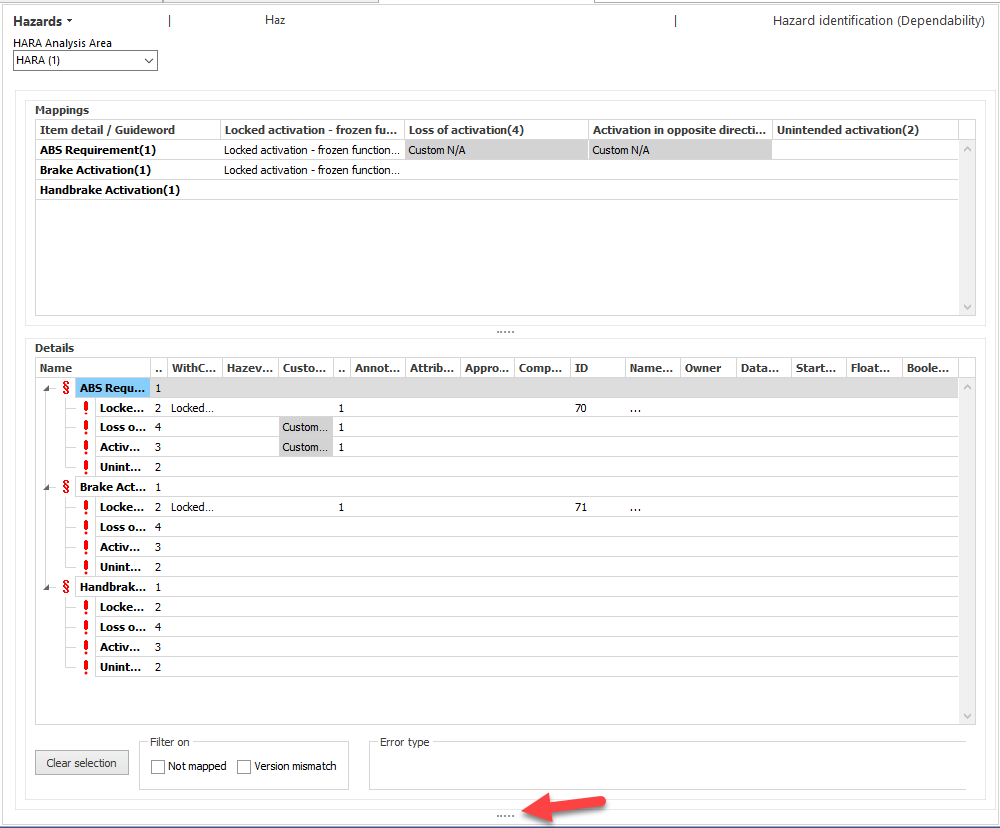 Hazards | Haz | Hazard identification (Dependability)
HARA Analysis Area
HARA (1)
Mappings
Item detail / Guideword Locked activation - frozen fu... Loss of activation(4) Activation in opposite directi... Unintended activation(2)
ABS Requirement(1) Locked activation - frozen function... Custom N/A Custom N/A
Brake Activation(1) Locked activation - frozen function...
Handbrake Activation(1)
Details
Name .. WithC... Hazev... Custo... .. Annot... Attrib... Appro... Comp... ID Name... Owner Data... Start... Float... Boole...
§ ABS Requ... 1
Locke... 2 Locked... 1 70 ...
Loss o... 4 Custom... 1
Activ... 3 Custom... 1
Unint... 2
§ Brake Act... 1
Locke... 2 Locked... 1 71 ...
Loss o... 4
Activ... 3
Unint... 2
§ Handbrak... 1
Locke... 2
Loss o... 4
Activ... 3
Unint... 2
Filter on Error type
Clear selection Not mapped Version mismatch